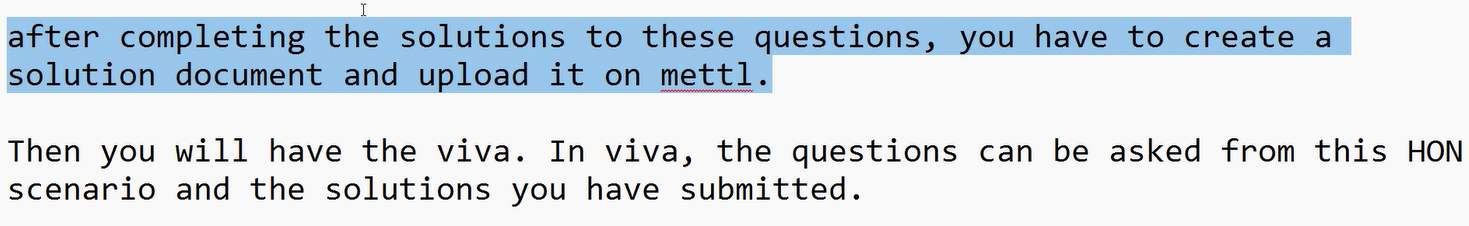 after completing the solutions to these questions, you have to create a
solution document and upload it on mettl.
Then you will have the viva. In viva, the questions can be asked from this HON
scenario and the solutions you have submitted.